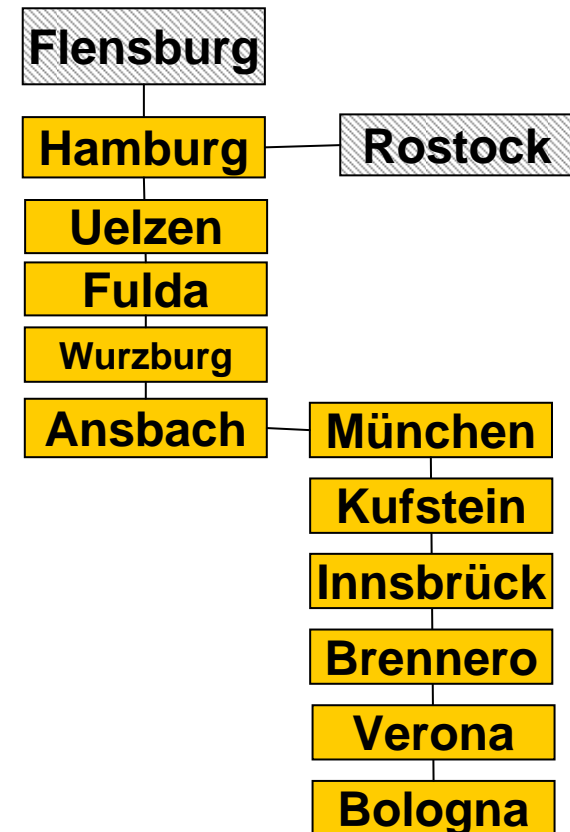 Flensburg
Hamburg
Rostock
Uelzen
Fulda
Wurzburg
Ansbach
München
Kufstein
Innsbrück
Brennero
Verona
Bologna